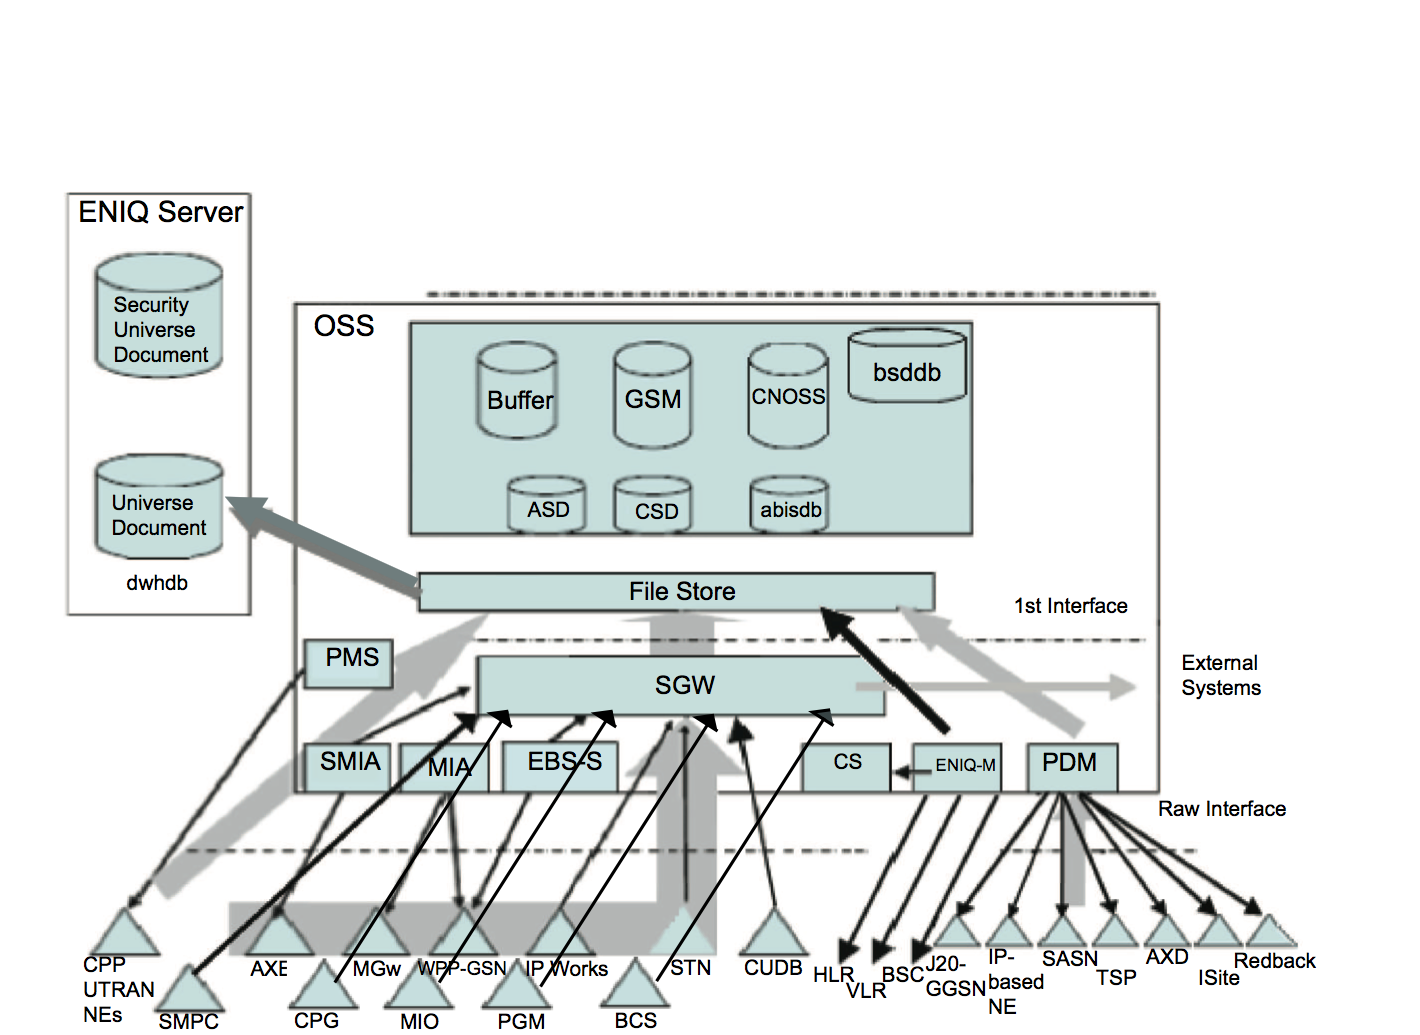 ENIQ Server
Security
Universe
Document
Universe
Document
dwhdb
OSS
Buffer
GSM
CNOSS
bsddb
ASD
CSD
abisdb
File Store
1st Interface
PMS
SGW
External
Systems
SMIA
MIA
EBS-S
CS
ENIQ-M
PDM
Raw Interface
CPP
UTRAN
NEs
SMPC
AXE
CPG
MGw
MIO
WPP-GSN
PGM
IP Works
BCS
STN
CUDB
HLR
VLR
BSC
J20-
GGSN
IP-
based
NE
SASN
TSP
AXD
ISite
Redback